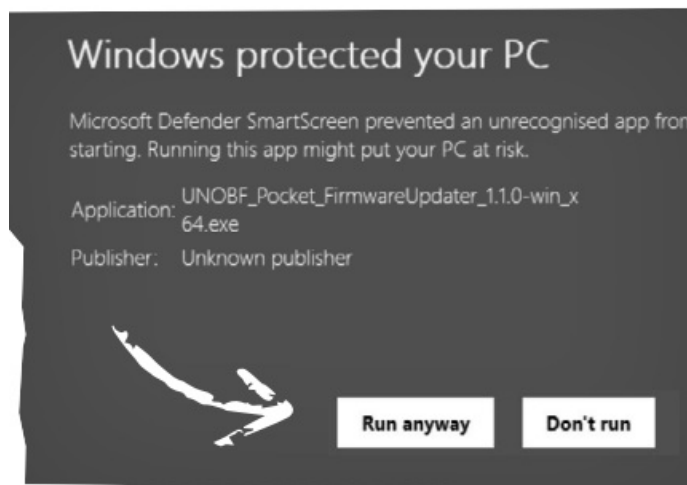 Windows protected your PC
Microsoft Defender SmartScreen prevented an unrecognised app from
starting. Running this app might put your PC at risk.
Application: UNOBF_Pocket_FirmwareUpdater_1.1.0-win_x
64.exe
Publisher: Unknown publisher
Run anyway Don't run